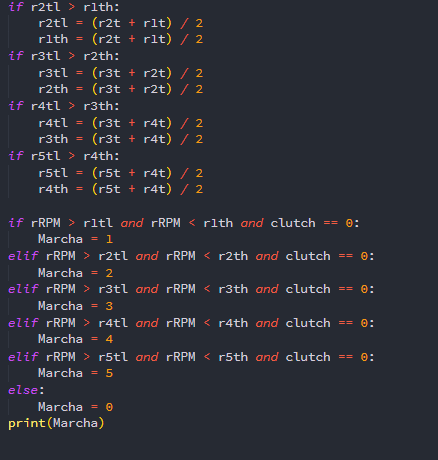 if r2tl > r1th:
    r2tl = (r2t + r1t) / 2
    r1th = (r2t + r1t) / 2
if r3tl > r2th:
    r3tl = (r3t + r2t) / 2
    r2th = (r3t + r2t) / 2
if r4tl > r3th:
    r4tl = (r3t + r4t) / 2
    r3th = (r3t + r4t) / 2
if r5tl > r4th:
    r5tl = (r5t + r4t) / 2
    r4th = (r5t + r4t) / 2

if rRPM > r1tl and rRPM < r1th and clutch == 0:
    Marcha = 1
elif rRPM > r2tl and rRPM < r2th and clutch == 0:
    Marcha = 2
elif rRPM > r3tl and rRPM < r3th and clutch == 0:
    Marcha = 3
elif rRPM > r4tl and rRPM < r4th and clutch == 0:
    Marcha = 4
elif rRPM > r5tl and rRPM < r5th and clutch == 0:
    Marcha = 5
else:
    Marcha = 0
print(Marcha)